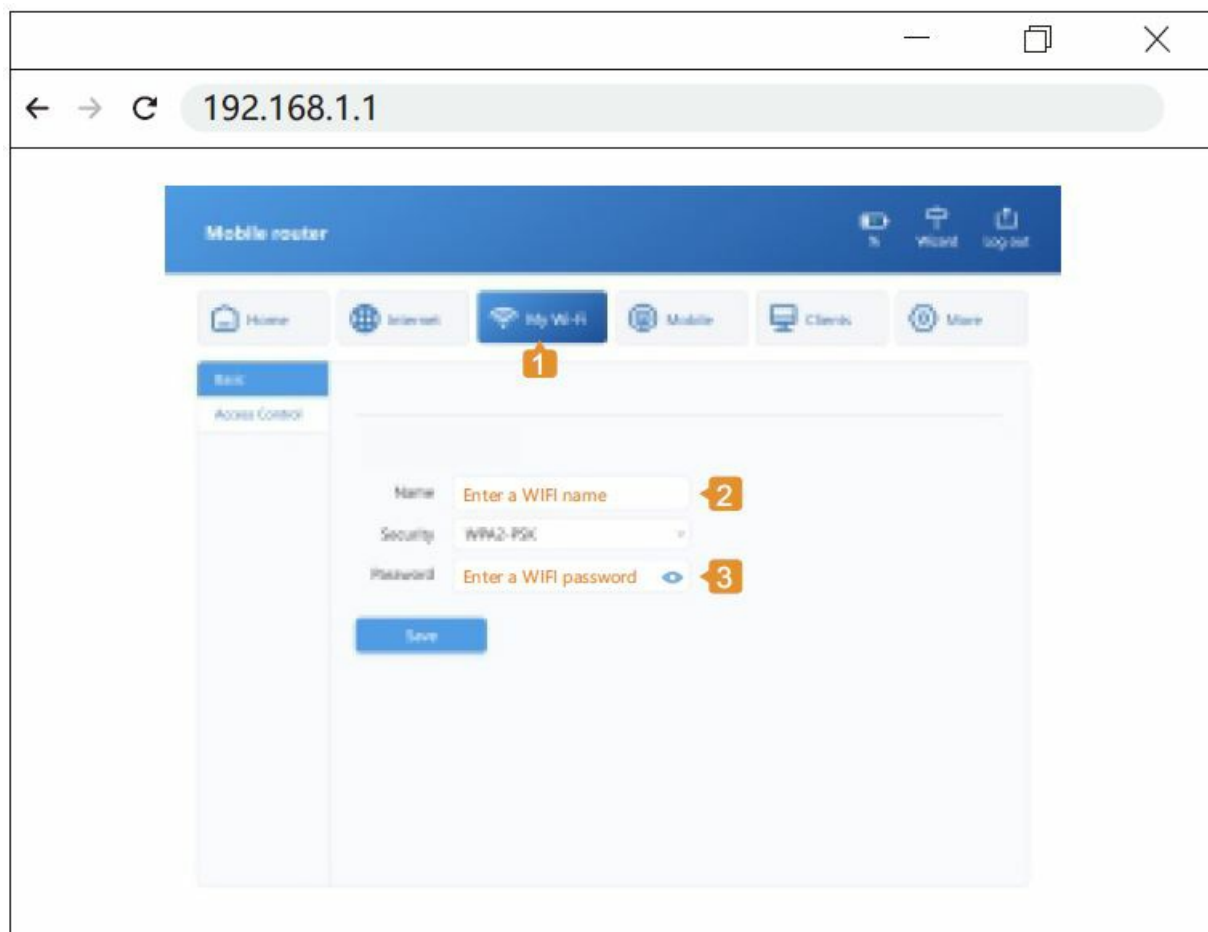 192.168.1.1
Mobile router
Wizard
Log out
Home
Internet
My Wi-Fi
Mobile
Clients
More
1
Basic
Access Control
Name
Enter a WIFI name
2
Security
WPA2-PSK
Password
Enter a WIFI password
3
Save